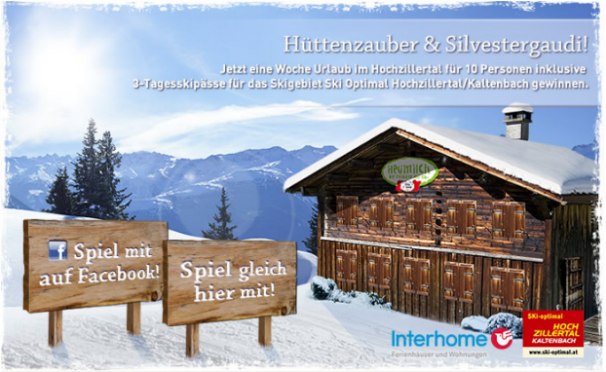 Hüttenzauber & Silvestergaudi!
Jetzt eine Woche Urlaub im Hochzillertal für 10 Personen inklusive
3-Tagesskipässe für das Skigebiet Ski Optimal Hochzillertal/Kaltenbach gewinnen.
f Spiel mit
auf Facebook!
Spiel gleich
hier mit!
Interhome
Ferienhäuser und Wohnungen
Ski-optimal
HOCH
ZILLERTAL
KALTENBACH
www.ski-optimal.at